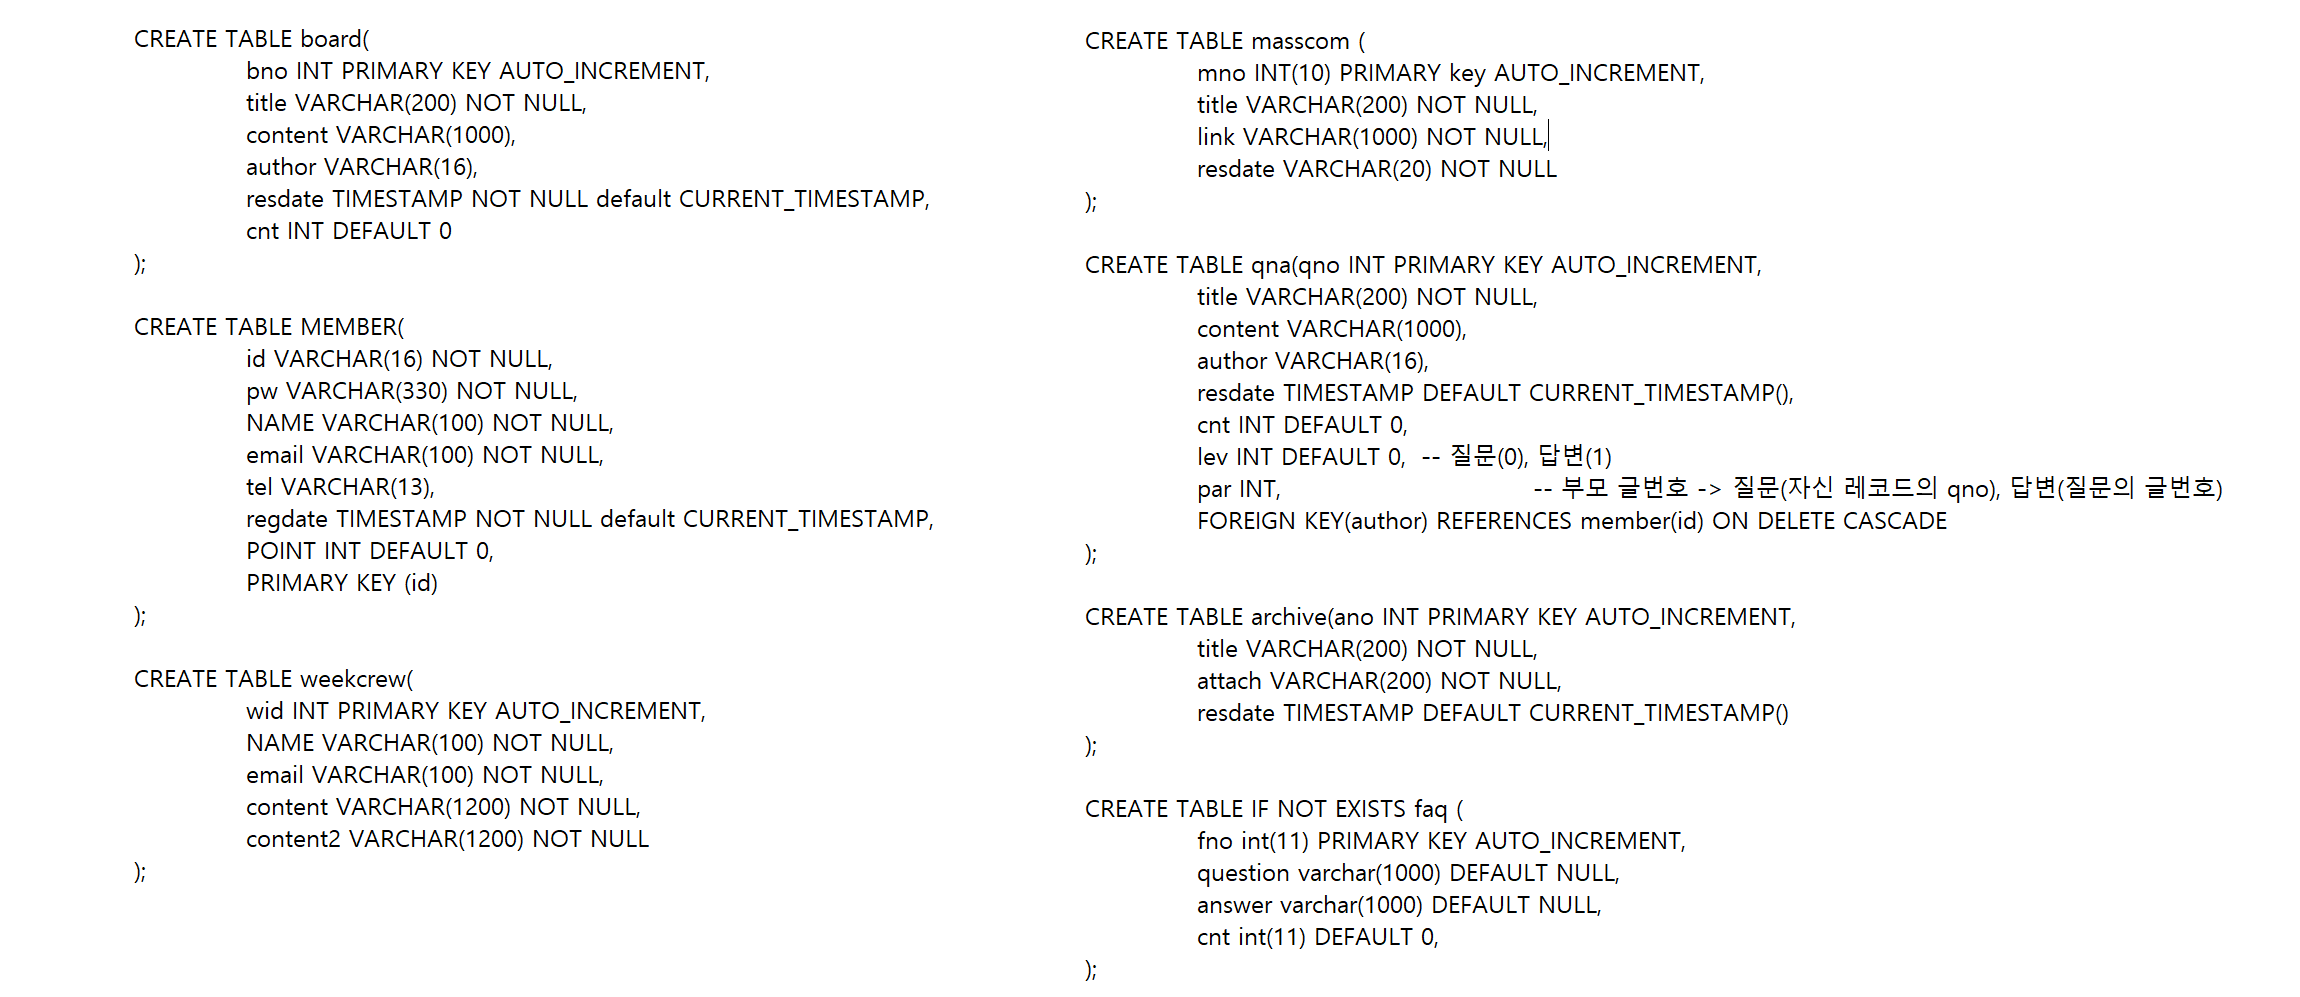 CREATE TABLE board(
bno INT PRIMARY KEY AUTO_INCREMENT,
title VARCHAR(200) NOT NULL,
content VARCHAR(1000),
author VARCHAR(16),
resdate TIMESTAMP NOT NULL default CURRENT_TIMESTAMP,
cnt INT DEFAULT 0
);
CREATE TABLE MEMBER(
id VARCHAR(16) NOT NULL,
pw VARCHAR(330) NOT NULL,
NAME VARCHAR(100) NOT NULL,
email VARCHAR(100) NOT NULL,
tel VARCHAR(13),
regdate TIMESTAMP NOT NULL default CURRENT_TIMESTAMP,
POINT INT DEFAULT 0,
PRIMARY KEY (id)
);
CREATE TABLE weekcrew(
wid INT PRIMARY KEY AUTO_INCREMENT,
NAME VARCHAR(100) NOT NULL,
email VARCHAR(100) NOT NULL,
content VARCHAR(1200) NOT NULL,
content2 VARCHAR(1200) NOT NULL
);
CREATE TABLE masscom (
mno INT(10) PRIMARY key AUTO_INCREMENT,
title VARCHAR(200) NOT NULL,
link VARCHAR(1000) NOT NULL,
resdate VARCHAR(20) NOT NULL
);
CREATE TABLE qna(qno INT PRIMARY KEY AUTO_INCREMENT,
title VARCHAR(200) NOT NULL,
content VARCHAR(1000),
author VARCHAR(16),
resdate TIMESTAMP DEFAULT CURRENT_TIMESTAMP(),
cnt INT DEFAULT 0,
lev INT DEFAULT 0, -- 질문(0), 답변(1)
par INT, -- 부모 글번호 -> 질문(자신 레코드의 qno), 답변(질문의 글번호)
FOREIGN KEY(author) REFERENCES member(id) ON DELETE CASCADE
);
CREATE TABLE archive(ano INT PRIMARY KEY AUTO_INCREMENT,
title VARCHAR(200) NOT NULL,
attach VARCHAR(200) NOT NULL,
resdate TIMESTAMP DEFAULT CURRENT_TIMESTAMP()
);
CREATE TABLE IF NOT EXISTS faq (
fno int(11) PRIMARY KEY AUTO_INCREMENT,
question varchar(1000) DEFAULT NULL,
answer varchar(1000) DEFAULT NULL,
cnt int(11) DEFAULT 0,
);